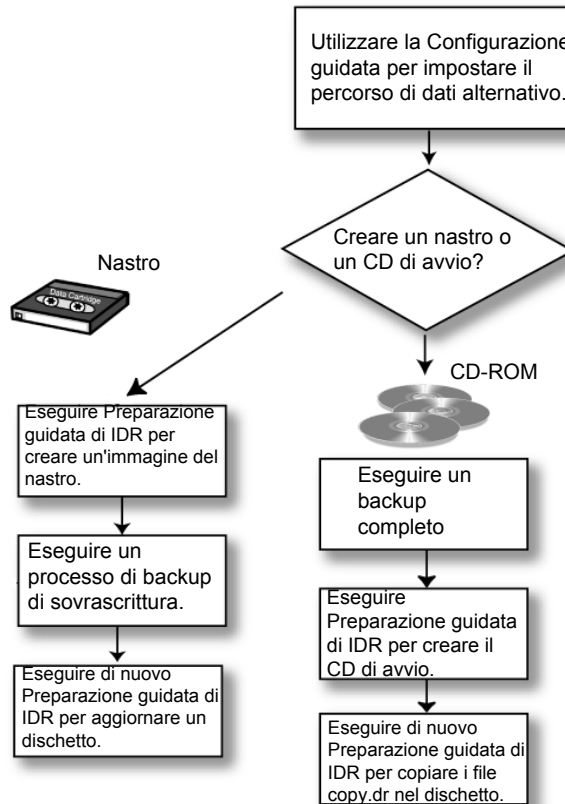 Utilizzare la Configurazione
guidata per impostare il
percorso di dati alternativo.
Creare un nastro o
un CD di avvio?
Nastro
Data Cartridge
CD-ROM
Eseguire Preparazione
guidata di IDR per
creare un'immagine del
nastro.
Eseguire un
processo di backup
di sovrascrittura.
Eseguire di nuovo
Preparazione guidata di
IDR per aggiornare un
dischetto.
Eseguire un
backup
completo
Eseguire
Preparazione guidata
di IDR per creare il
CD di avvio.
Eseguire di nuovo
Preparazione guidata di
IDR per copiare i file
copy.dr nel dischetto.